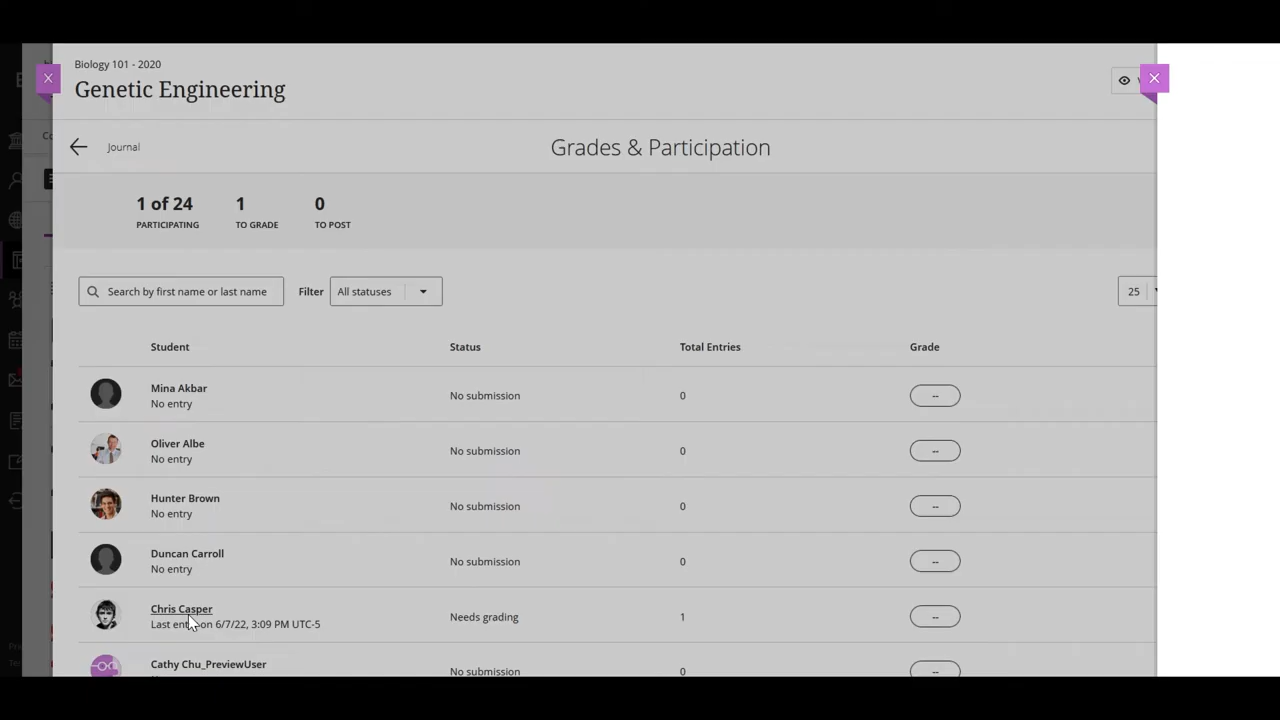 Biology 101 - 2020
Genetic Engineering
Journal
Grades & Participation
1 of 24
PARTICIPATING
1
TO GRADE
0
TO POST
Search by first name or last name
Filter
All statuses
25
Student
Status
Total Entries
Grade
Mina Akbar
No entry
No submission
0
--
Oliver Albe
No entry
No submission
0
--
Hunter Brown
No entry
No submission
0
--
Duncan Carroll
No entry
No submission
0
--
Chris Casper
Last on 6/7/22, 3:09 PM UTC-5
Needs grading
1
--
Cathy Chu_PreviewUser
No submission
0
--